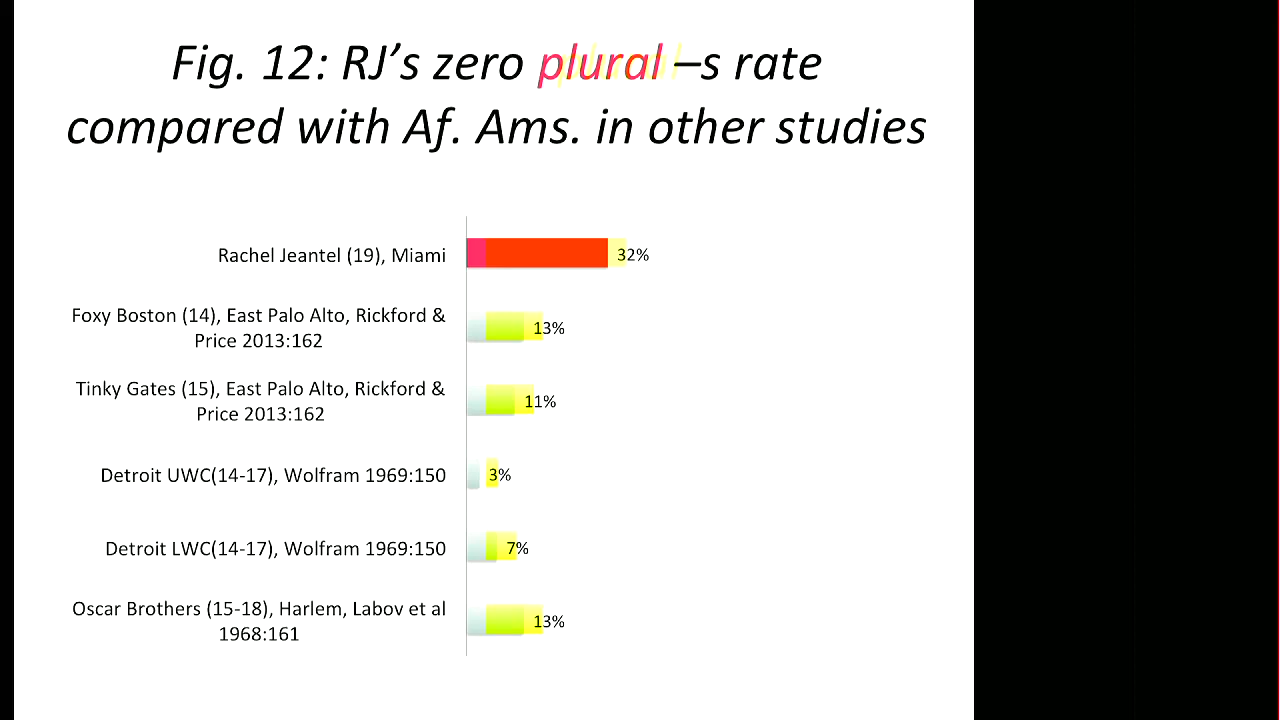 Fig. 12: RJ’s zero plural –s rate
compared with Af. Ams. in other studies
Rachel Jeantel (19), Miami
32%
Foxy Boston (14), East Palo Alto, Rickford &
Price 2013:162
13%
Tinky Gates (15), East Palo Alto, Rickford &
Price 2013:162
11%
Detroit UWC(14-17), Wolfram 1969:150
3%
Detroit LWC(14-17), Wolfram 1969:150
7%
Oscar Brothers (15-18), Harlem, Labov et al
1968:161
13%